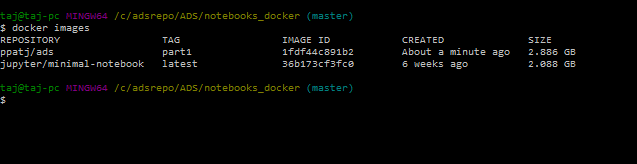 taj@taj-pc MINGW64 /c/adsrepo/ADS/notebooks_docker (master)
$ docker images
REPOSITORY TAG IMAGE ID CREATED SIZE
ppatj/ads part1 1fdf44c891b2 About a minute ago 2.886 GB
jupyter/minimal-notebook latest 36b173cf3fc0 6 weeks ago 2.088 GB
taj@taj-pc MINGW64 /c/adsrepo/ADS/notebooks_docker (master)
$